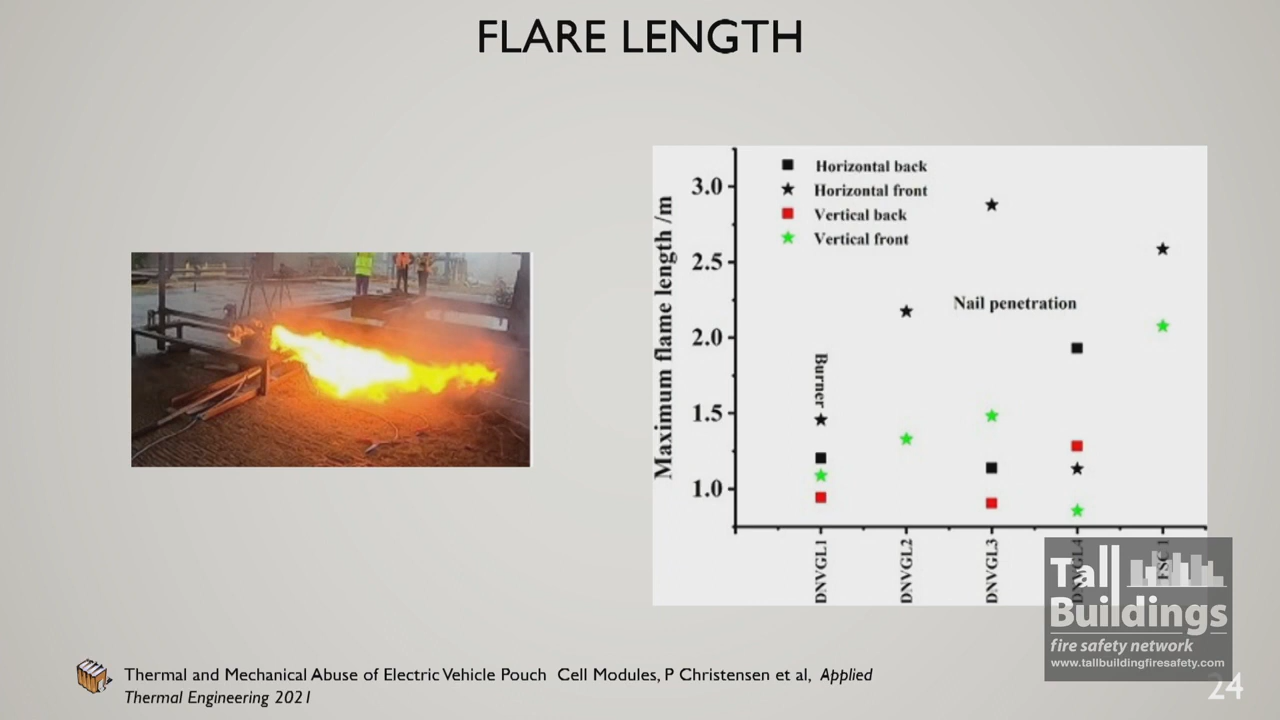 FLARE LENGTH
Horizontal back
Horizontal front
Vertical back
Vertical front
Maximum flame length /m
3.0
2.5
2.0
1.5
1.0
Burner
Nail penetration
DNVGL1
DNVGL2
DNVGL3
DNVGL4
Tall
Buildings
fire safety network
www.tallbuildingfiresafety.com
Thermal and Mechanical Abuse of Electric Vehicle Pouch Cell Modules, P Christensen et al, Applied
Thermal Engineering 2021
24